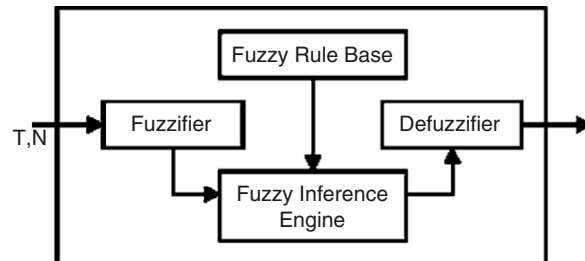 Fuzzy Rule Base
T,N
Fuzzifier
Defuzzifier
Fuzzy Inference
Engine